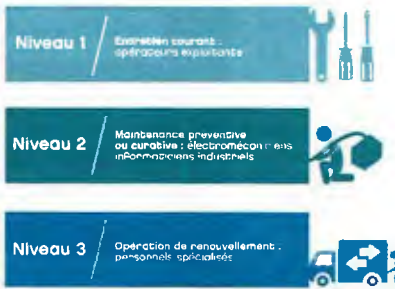 Niveau 1
Entretien courant :
opérateurs exploitants
Niveau 2
Maintenance preventive
ou curative : électromécaniciens
informaticiens industriels
Niveau 3
Opération de renouvellement :
personnels spécialisés